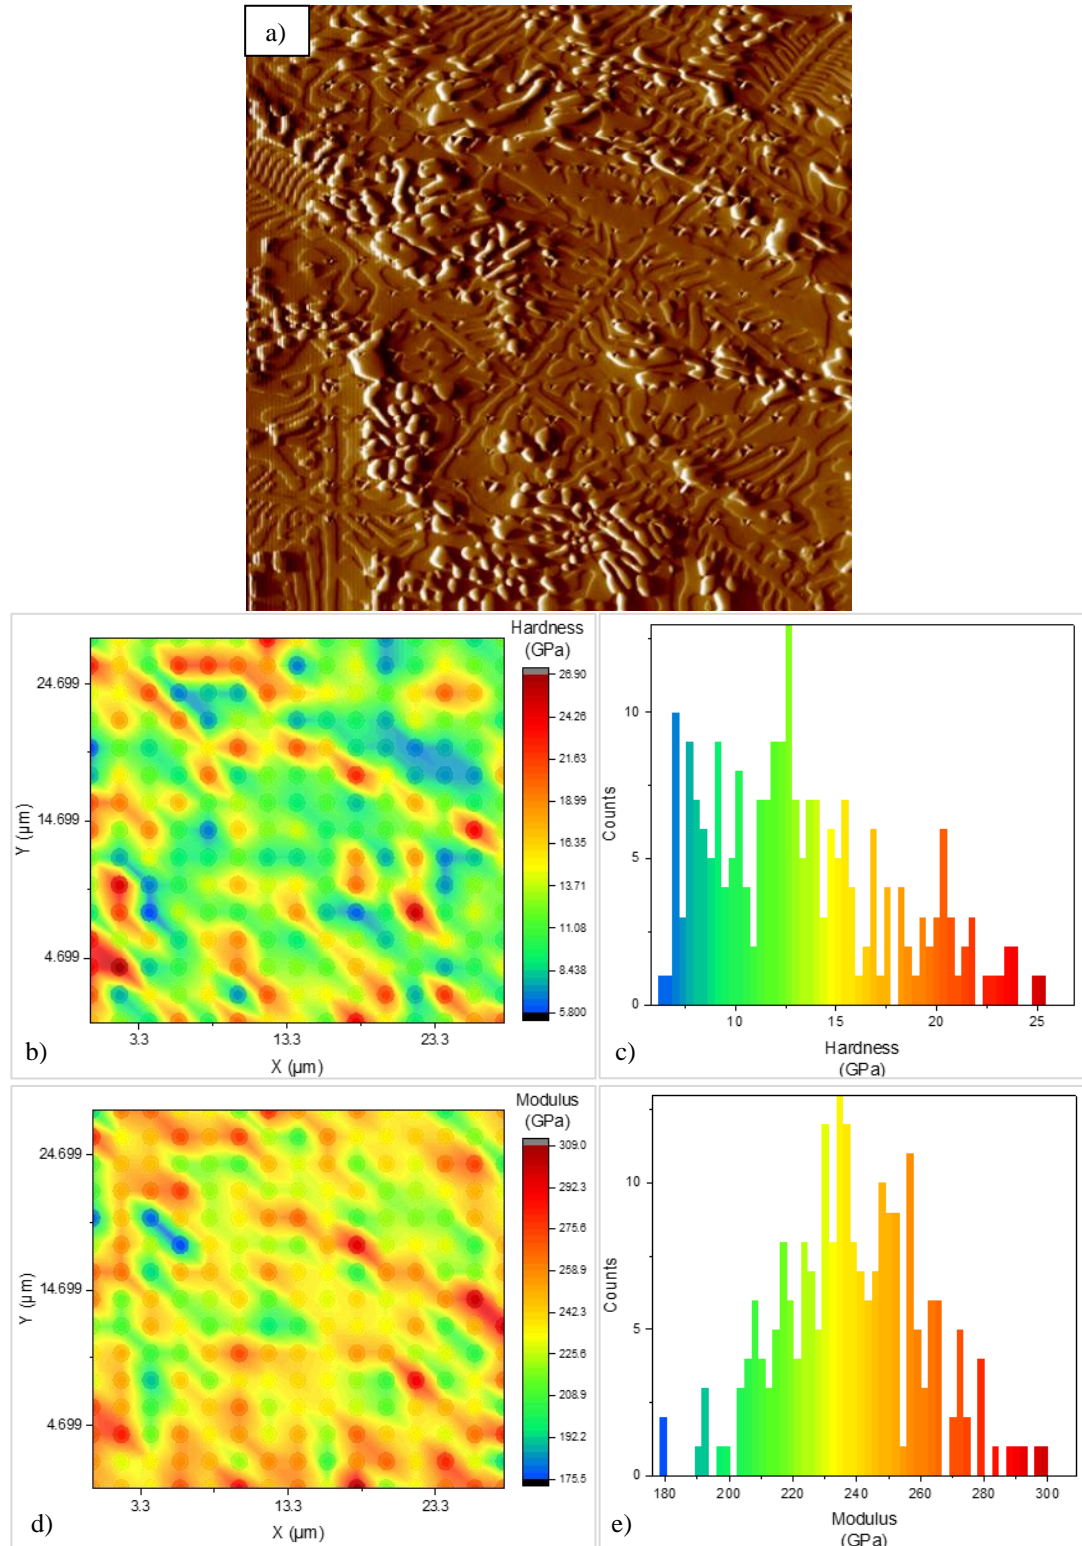 a)
Hardness
(GPa)
26.90
24.26
21.63
18.99
16.35
13.71
11.08
8.438
5.800
24.699
14.699
4.699
Y (µm)
3.3
13.3
23.3
X (µm)
b)
10
5
0
Counts
10
15
20
25
Hardness
(GPa)
c)
Modulus
(GPa)
309.0
292.3
275.6
258.9
242.3
225.6
208.9
192.2
175.5
24.699
14.699
4.699
Y (µm)
3.3
13.3
23.3
X (µm)
d)
10
5
0
Counts
180
200
220
240
260
280
300
Modulus
(GPa)
e)